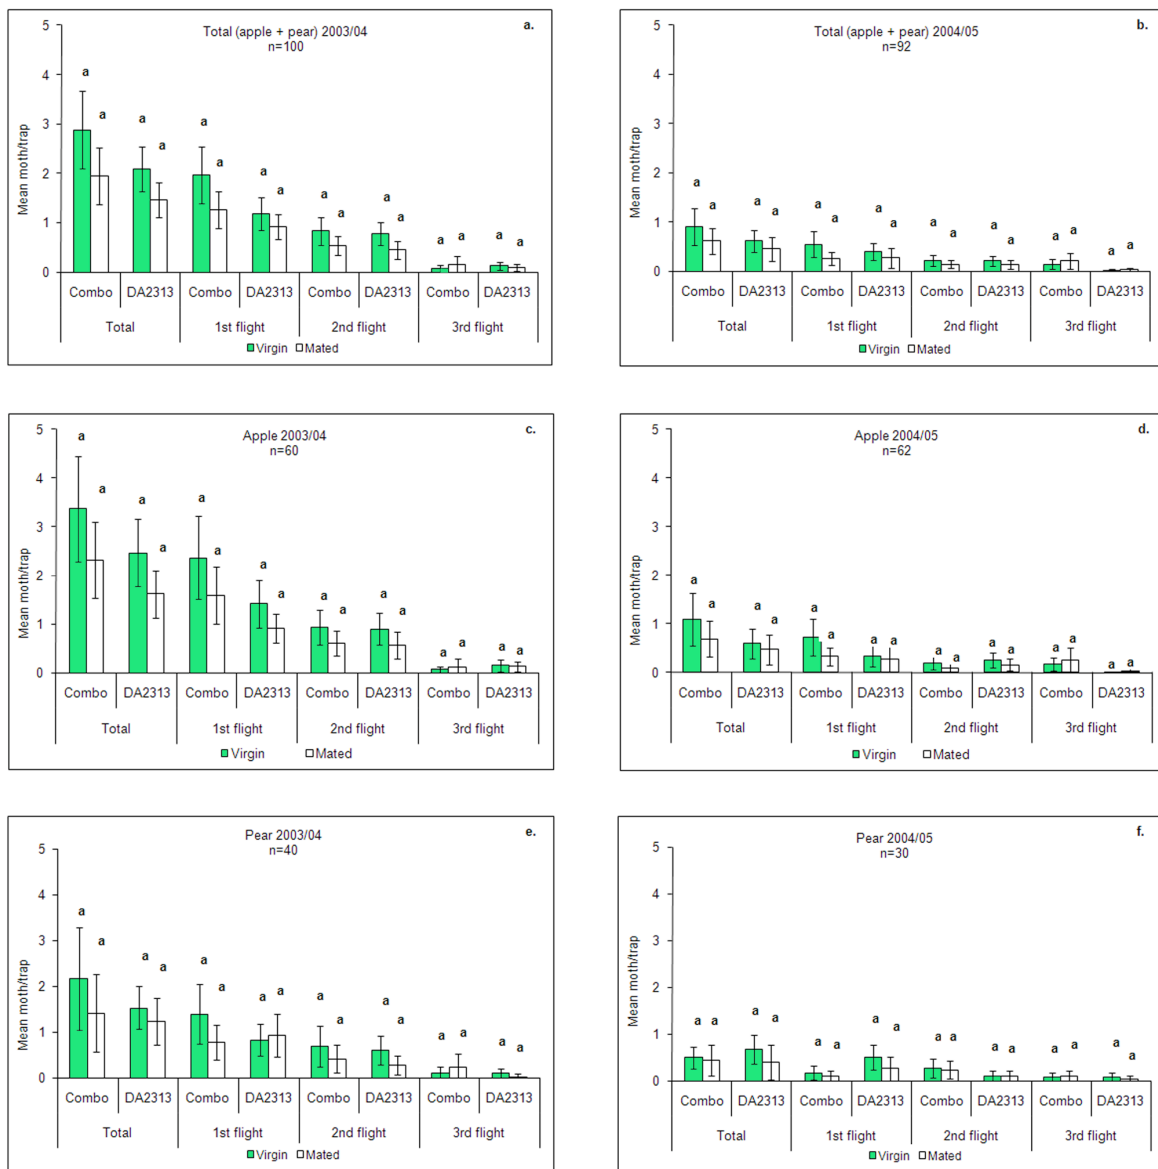 Total (apple + pear) 2003/04
a.
n=100
5
4
3
2
1
0
Mean moth/trap
a a a a a a a a a a a a a a a a
Combo DA2313 Combo DA2313 Combo DA2313 Combo DA2313
Total 1st flight 2nd flight 3rd flight
Virgin Mated
Total (apple + pear) 2004/05
b.
n=92
5
4
3
2
1
0
Mean moth/trap
a a a a a a a a a a a a a a a a
Combo DA2313 Combo DA2313 Combo DA2313 Combo DA2313
Total 1st flight 2nd flight 3rd flight
Virgin Mated
Apple 2003/04
c.
n=60
5
4
3
2
1
0
Mean moth/trap
a a a a a a a a a a a a a a a a
Combo DA2313 Combo DA2313 Combo DA2313 Combo DA2313
Total 1st flight 2nd flight 3rd flight
Virgin Mated
Apple 2004/05
d.
n=62
5
4
3
2
1
0
Mean moth/trap
a a a a a a a a a a a a a a a a
Combo DA2313 Combo DA2313 Combo DA2313 Combo DA2313
Total 1st flight 2nd flight 3rd flight
Virgin Mated
Pear 2003/04
e.
n=40
5
4
3
2
1
0
Mean moth/trap
a a a a a a a a a a a a a a a a
Combo DA2313 Combo DA2313 Combo DA2313 Combo DA2313
Total 1st flight 2nd flight 3rd flight
Virgin Mated
Pear 2004/05
f.
n=30
5
4
3
2
1
0
Mean moth/trap
a a a a a a a a a a a a a a a a
Combo DA2313 Combo DA2313 Combo DA2313 Combo DA2313
Total 1st flight 2nd flight 3rd flight
Virgin Mated